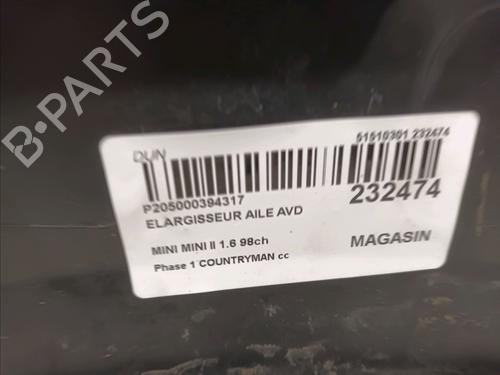 B-PARTS
DUN
51510301 232474
P205000394317
ELARGISSEUR AILE AVD
232474
MINI MINI II 1.6 98ch
MAGASIN
Phase 1 COUNTRYMAN cc